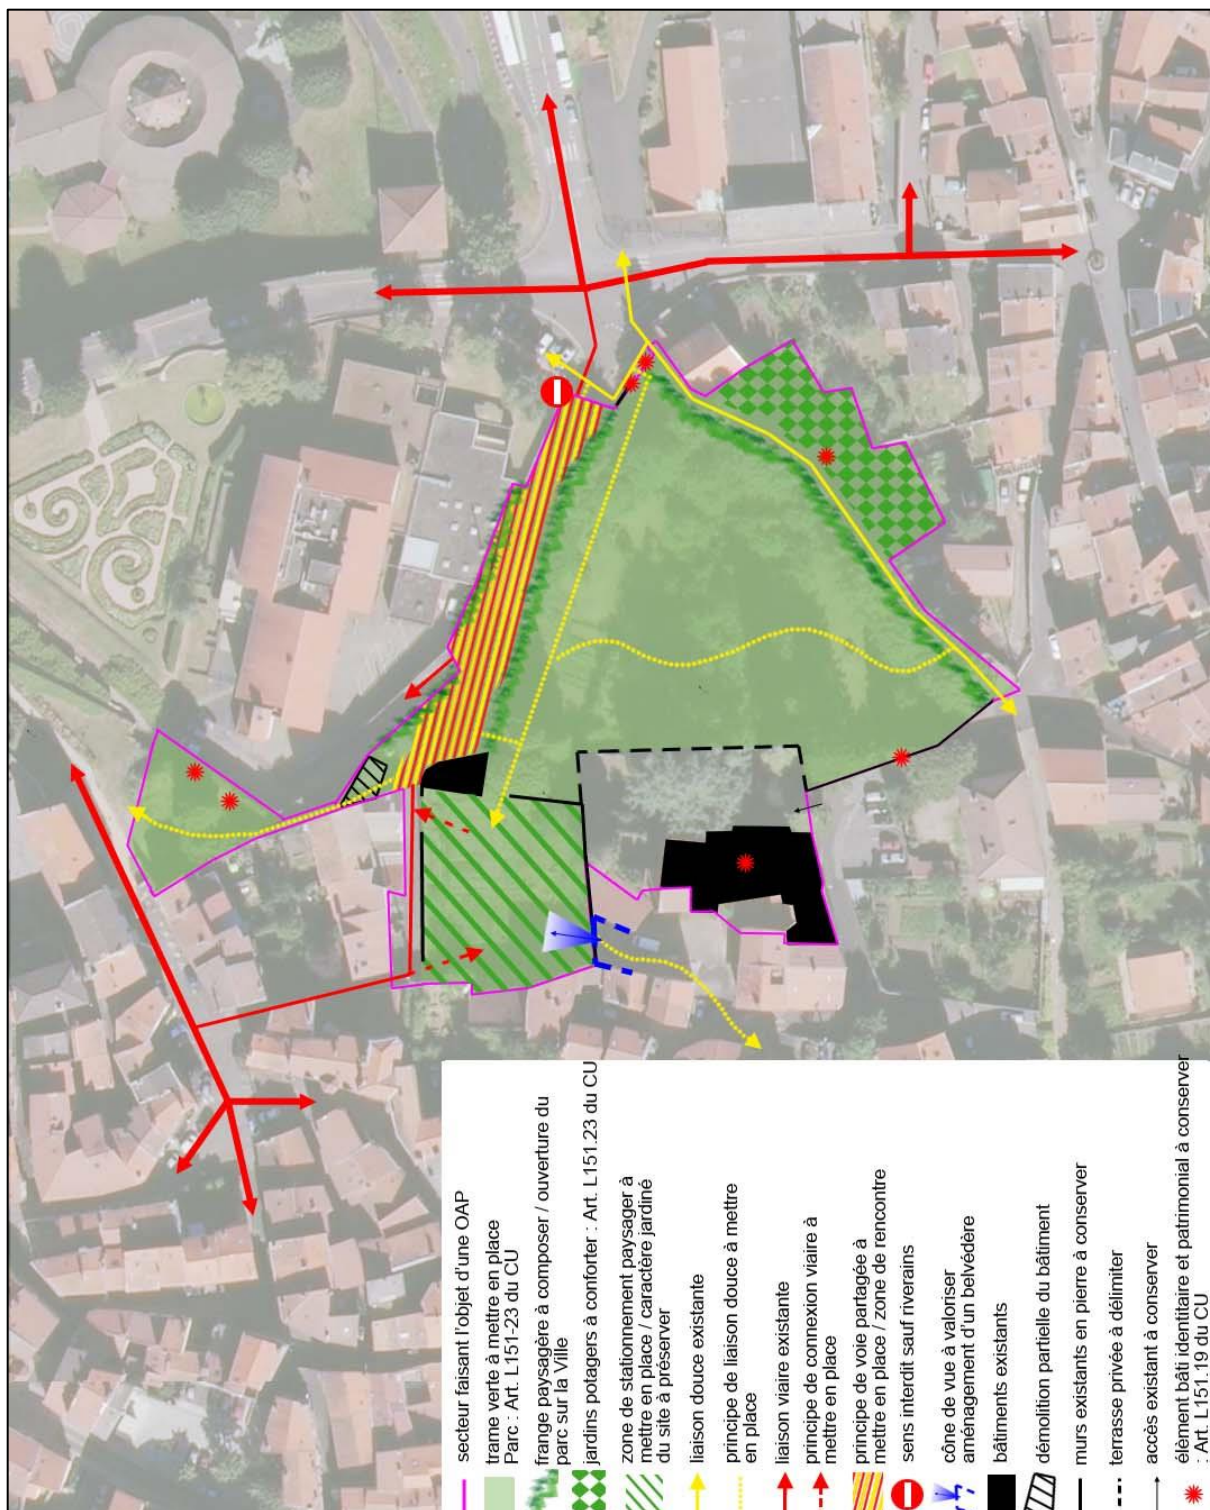 secteur faisant l'objet d'une OAP
trame verte à mettre en place
Parc : Art. L151-23 du CU
frange paysagère à composer / ouverture du
parc sur la Ville
jardins potagers à conforter : Art. L151.23 du CU
zone de stationnement paysager à
mettre en place / caractère jardiné
du site à préserver
liaison douce existante
principe de liaison douce à mettre
en place
liaison viaire existante
principe de connexion viaire à
mettre en place
principe de voie partagée à
mettre en place / zone de rencontre
sens interdit sauf riverains
cône de vue à valoriser
aménagement d'un belvédère
bâtiments existants
démolition partielle du bâtiment
murs existants en pierre à conserver
terrasse privée à délimiter
accès existant à conserver
élément bâti identitaire et patrimonial à conserver
: Art. L151.19 du CU